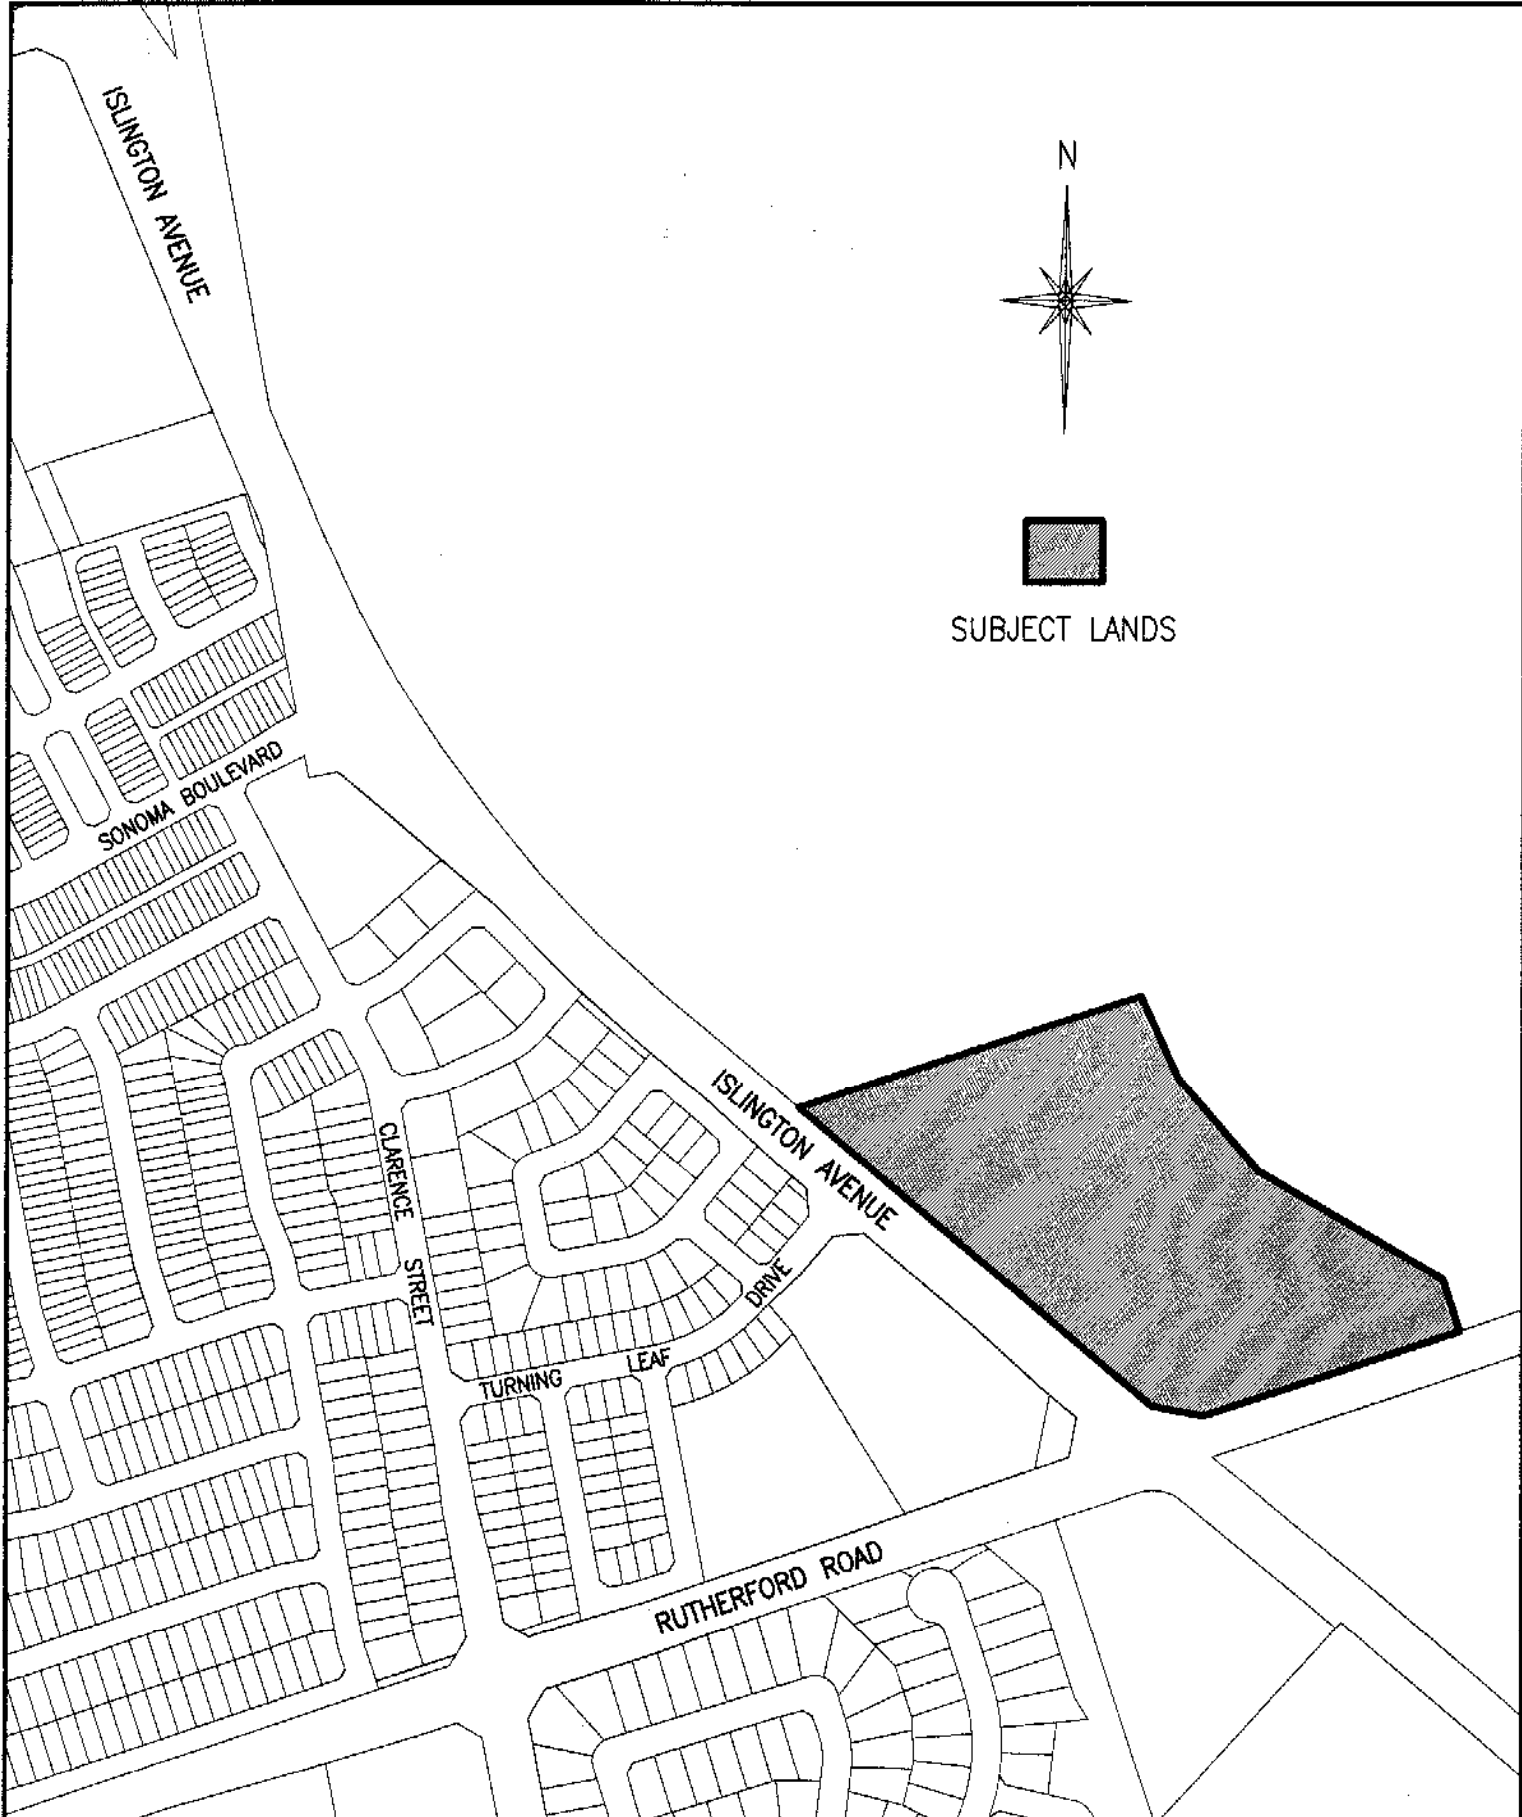 ISLINGTON AVENUE
N
SUBJECT LANDS
SONOMA BOULEVARD
ISLINGTON AVENUE
CLARENCE STREET
TURNING LEAF DRIVE
RUTHERFORD ROAD